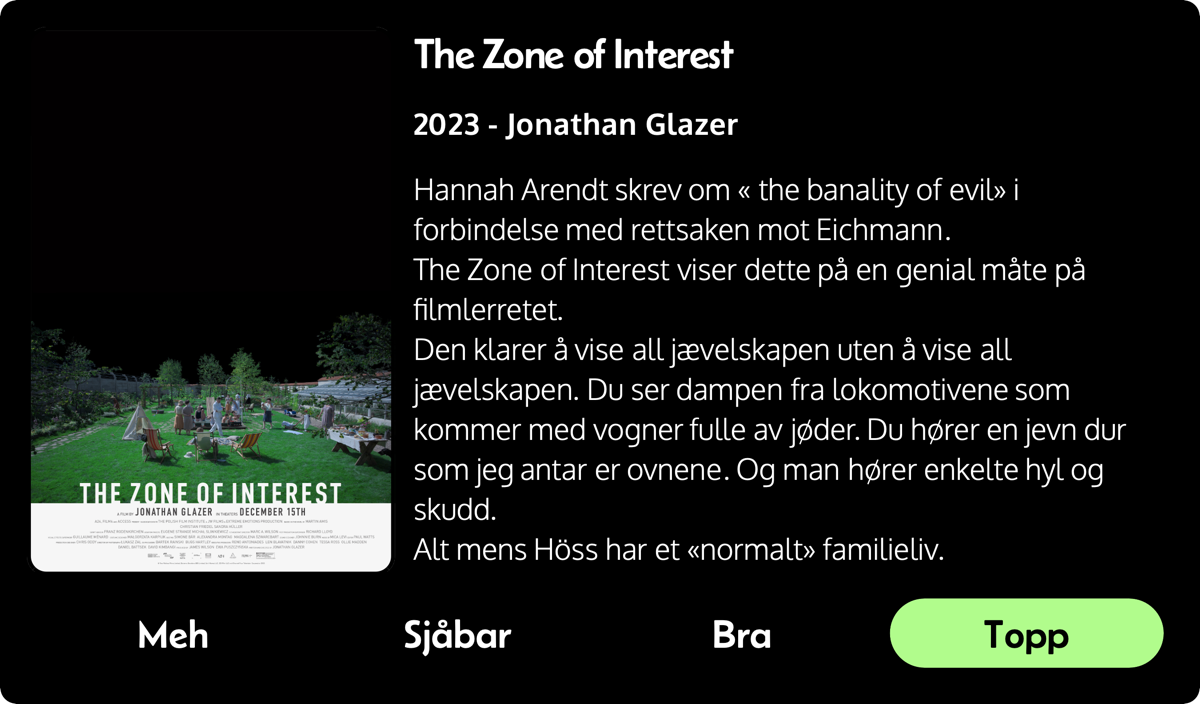 The Zone of Interest
2023 - Jonathan Glazer
Hannah Arendt skrev om « the banality of evil» i
forbindelse med rettsaken mot Eichmann.
The Zone of Interest viser dette på en genial måte på
filmlerretet.
Den klarer å vise all jævelskapen uten å vise all
jævelskapen. Du ser dampen fra lokomotivene som
kommer med vogner fulle av jøder. Du hører en jevn dur
som jeg antar er ovnene. Og man hører enkelte hyl og
skudd.
Alt mens Höss har et «normalt» familieliv.
THE ZONE OF INTEREST
A FILM BY JONATHAN GLAZER IN THEATERS DECEMBER 15TH
Meh
Sjåbar
Bra
Topp